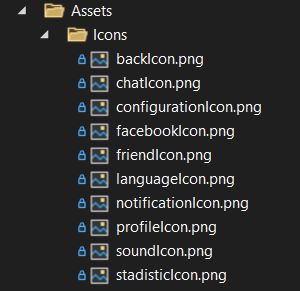 Assets
Icons
backIcon.png
chatIcon.png
configurationIcon.png
facebookIcon.png
friendIcon.png
languageIcon.png
notificationIcon.png
profileIcon.png
soundIcon.png
stadisticIcon.png